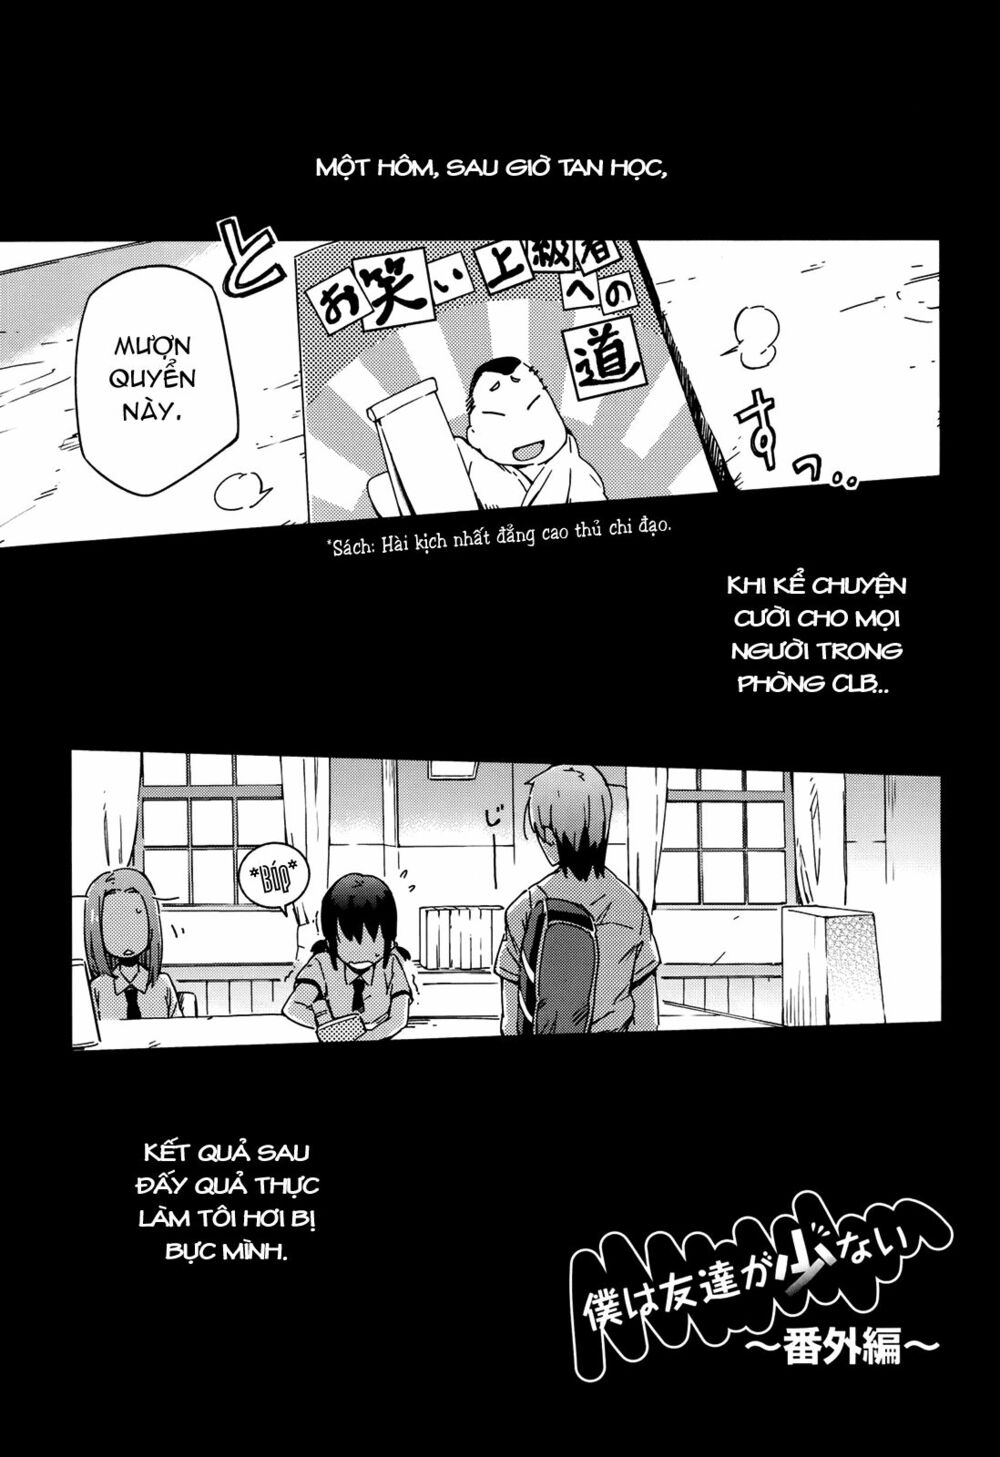 MỘT HÔM, SAU GIỜ TAN HỌC,
と
お笑い上級者
への
道
MƯỢN
QUYỂN
NÀY.
すっ..
*Sách: Hài kịch nhất đẳng cao thủ chi đạo.
KHI KỂ CHUYỆN
CƯỜI CHO MỌI
NGƯỜI TRONG
PHÒNG CLB...
じー
*Bíp*
KẾT QUẢ SAU
ĐẤY QUẢ THỰC
LÀM TÔI HƠI BỊ
BỰC MÌNH.
僕は友達が少ない
～番外編～